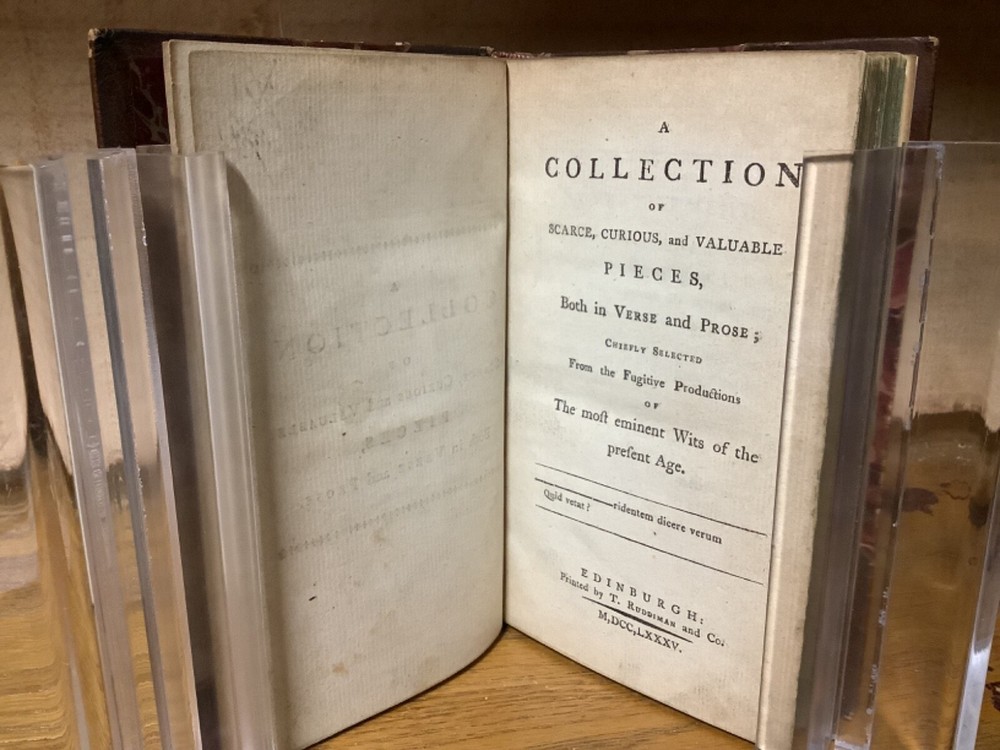 A
COLLECTION
OF
SCARCE, CURIOUS, and VALUABLE
PIECES,
Both in VERSE and PROSE;
CHIEFLY SELECTED
From the Fugitive Productions
OF
The moſt eminent Wits of the
preſent Age.
ridentem dicere verum
Quid vetat?
EDINBURGH:
Printed by T. RUDDIMAN and Co.
M,DCC,LXXXV.